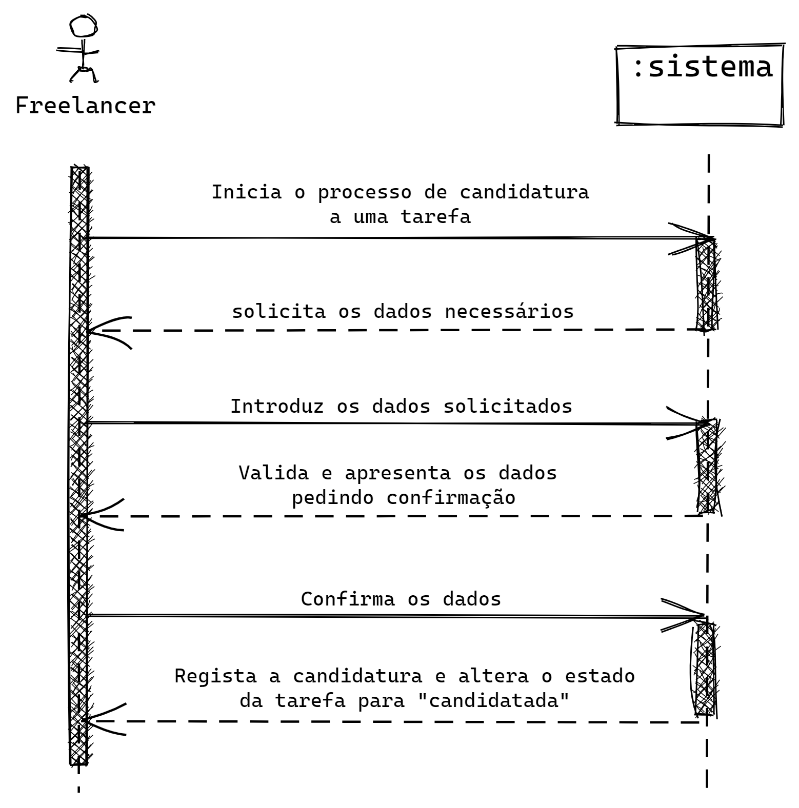 Freelancer
:sistema
Inicia o processo de candidatura
a uma tarefa
solicita os dados necessários
Introduz os dados solicitados
Valida e apresenta os dados
pedindo confirmação
Confirma os dados
Regista a candidatura e altera o estado
da tarefa para "candidatada"